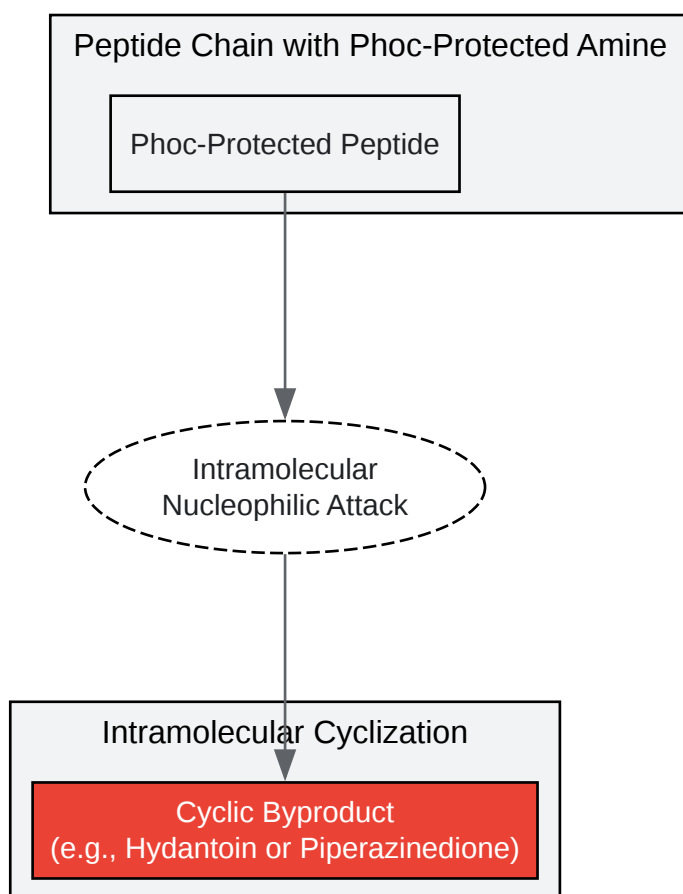 Peptide Chain with Phoc-Protected Amine
Phoc-Protected Peptide
Intramolecular
Nucleophilic Attack
Intramolecular Cyclization
Cyclic Byproduct
(e.g., Hydantoin or Piperazinedione)